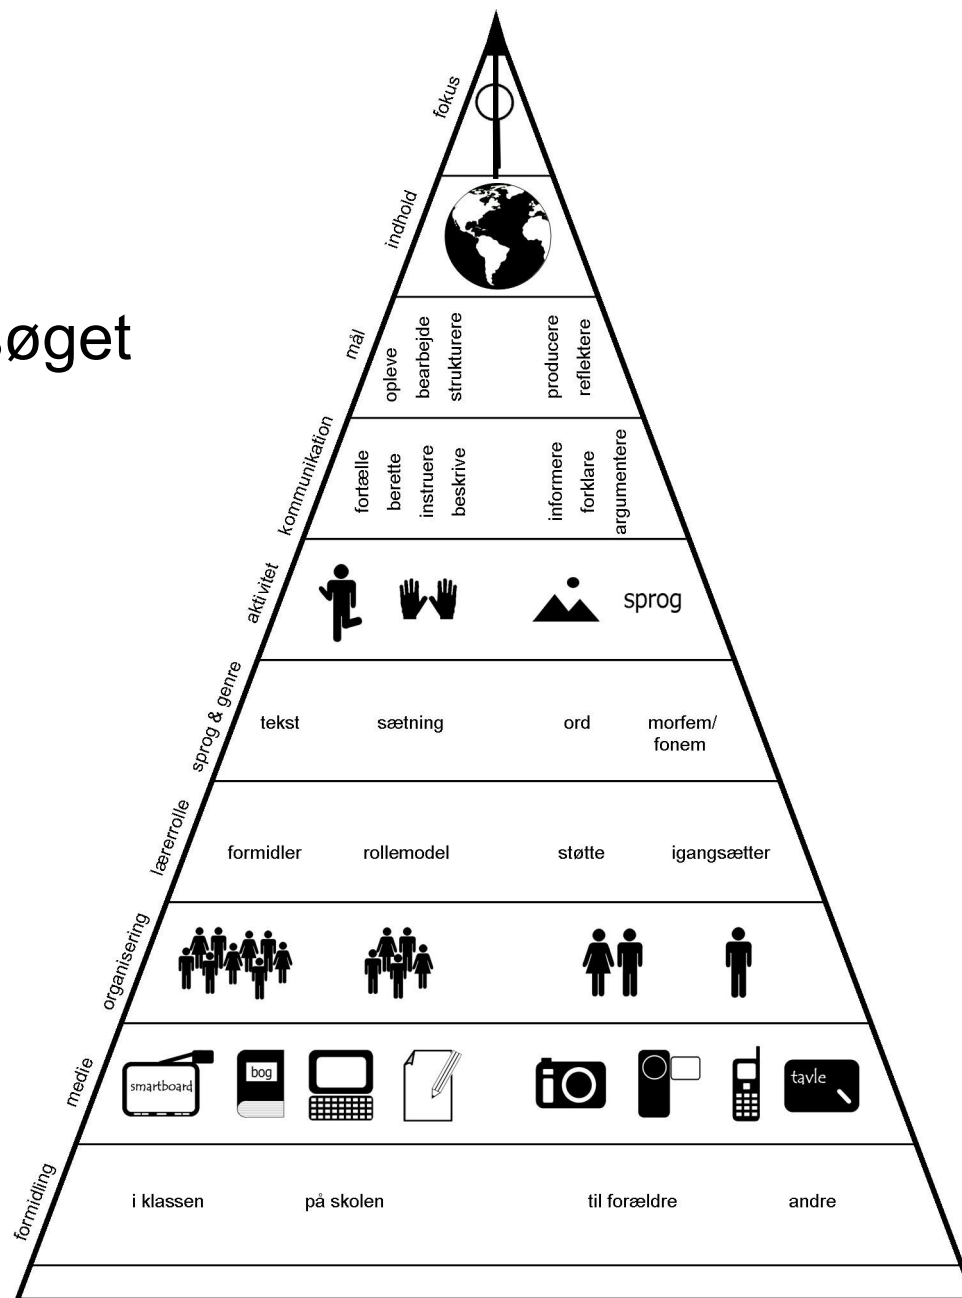 fokus
indhold
øget
mål
opleve
bearbejde
strukturere
producere
reflektere
kommunikation
fortælle
berette
instruere
beskrive
informere
forklare
argumentere
aktivitet
sprog
sprog & genre
tekst sætning ord morfem/
fonem
lærerrolle
formidler rollemodel støtte igangsætter
organisering
medie
smartboard
bog
tavle
formidling
i klassen på skolen til forældre andre